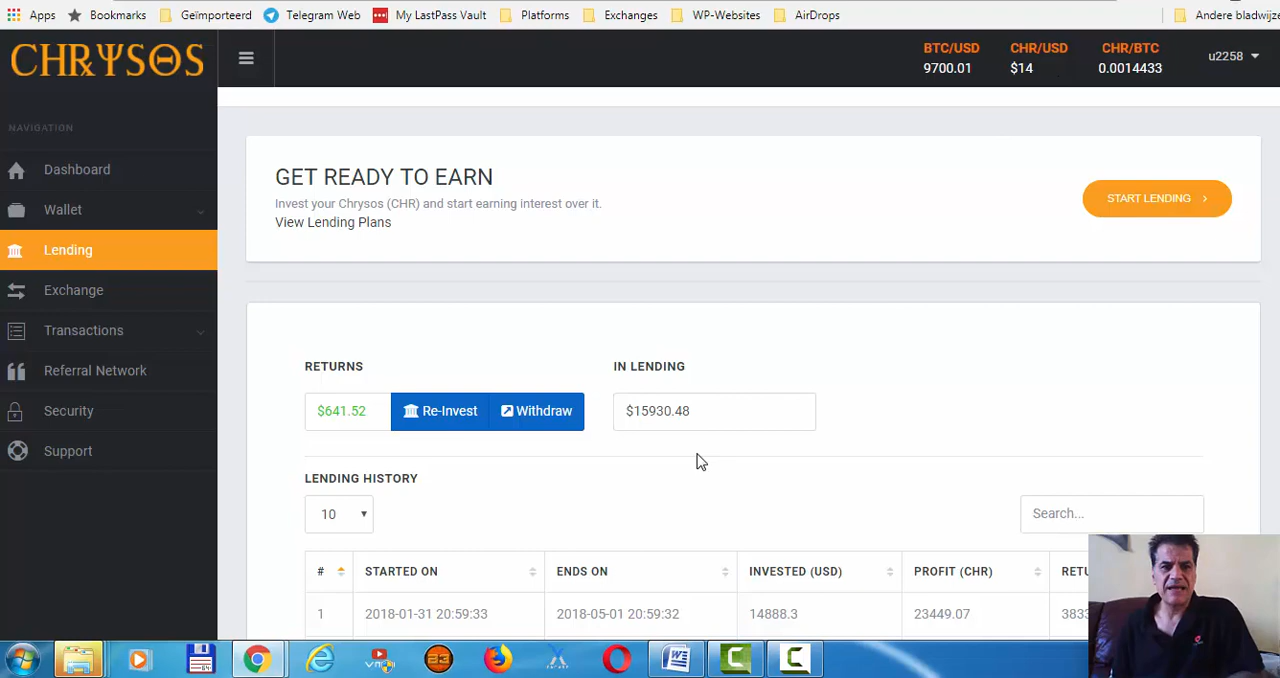 Apps Bookmarks Geïmporteerd Telegram Web My LastPass Vault Platforms Exchanges WP-Websites AirDrops Andere bladwijze
CHRΨSΘS
BTC/USD CHR/USD CHR/BTC
9700.01 $14 0.0014433
u2258
NAVIGATION
Dashboard
Wallet
Lending
Exchange
Transactions
Referral Network
Security
Support
GET READY TO EARN
Invest your Chrysos (CHR) and start earning interest over it.
View Lending Plans
START LENDING
RETURNS IN LENDING
$641.52 Re-Invest Withdraw $15930.48
LENDING HISTORY
10 Search...
# STARTED ON ENDS ON INVESTED (USD) PROFIT (CHR) RETU
1 2018-01-31 20:59:33 2018-05-01 20:59:32 14888.3 23449.07 3833